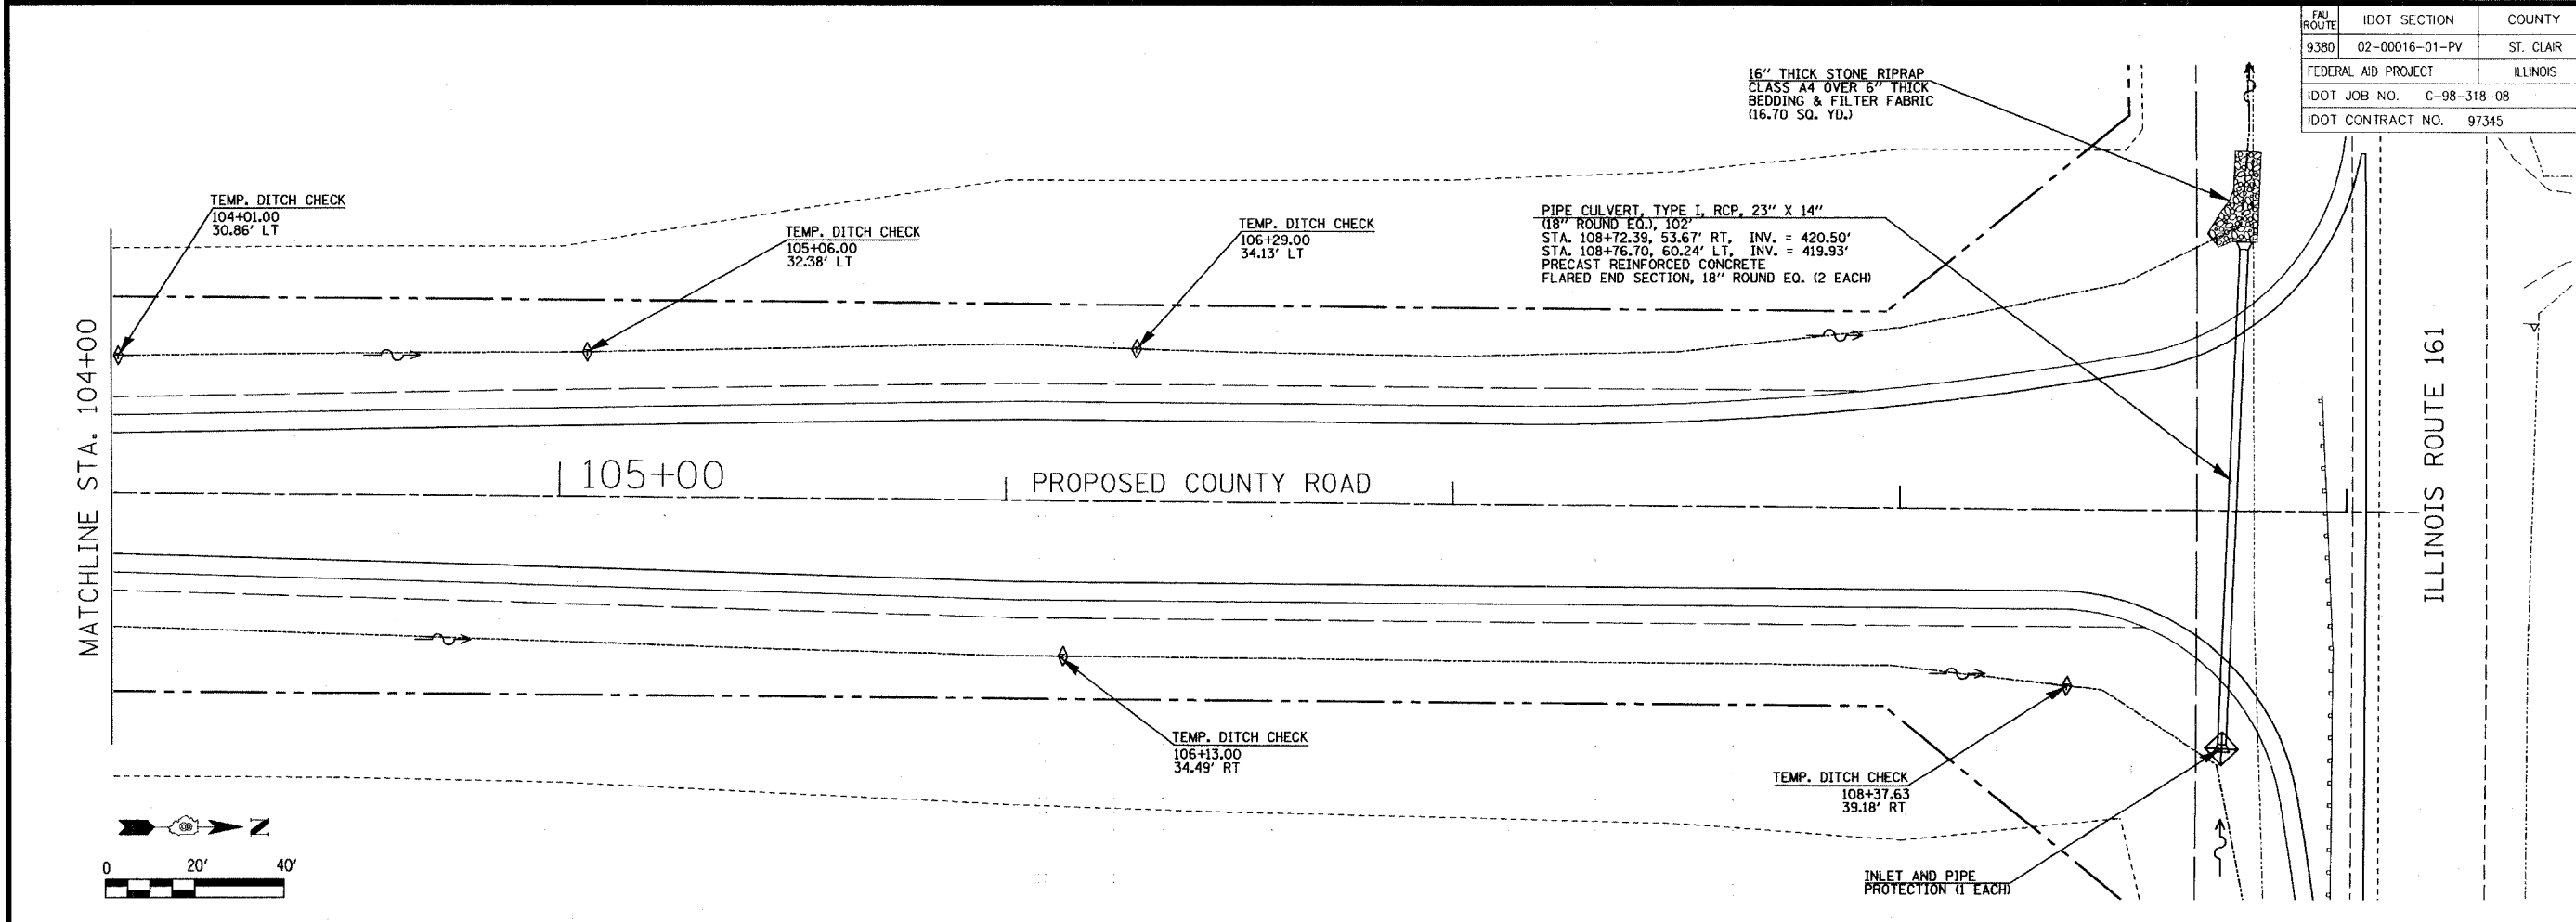 FAU ROUTE IDOT SECTION COUNTY
9380 02-00016-01-PV ST. CLAIR
FEDERAL AID PROJECT ILLINOIS
IDOT JOB NO. C-98-318-08
IDOT CONTRACT NO. 97345
16" THICK STONE RIPRAP
CLASS A4 OVER 6" THICK
BEDDING & FILTER FABRIC
(16.70 SQ. YD.)
TEMP. DITCH CHECK
104+01.00
30.86' LT
TEMP. DITCH CHECK
105+06.00
32.38' LT
TEMP. DITCH CHECK
106+29.00
34.13' LT
PIPE CULVERT, TYPE I, RCP, 23" X 14"
(18" ROUND EQ.), 102'
STA. 108+72.39, 53.67' RT, INV. = 420.50'
STA. 108+76.70, 60.24' LT, INV. = 419.93'
PRECAST REINFORCED CONCRETE
FLARED END SECTION, 18" ROUND EQ. (2 EACH)
MATCHLINE STA. 104+00
105+00
PROPOSED COUNTY ROAD
ILLINOIS ROUTE 161
TEMP. DITCH CHECK
106+13.00
34.49' RT
TEMP. DITCH CHECK
108+37.63
39.18' RT
INLET AND PIPE
PROTECTION (1 EACH)
Z
0 20' 40'